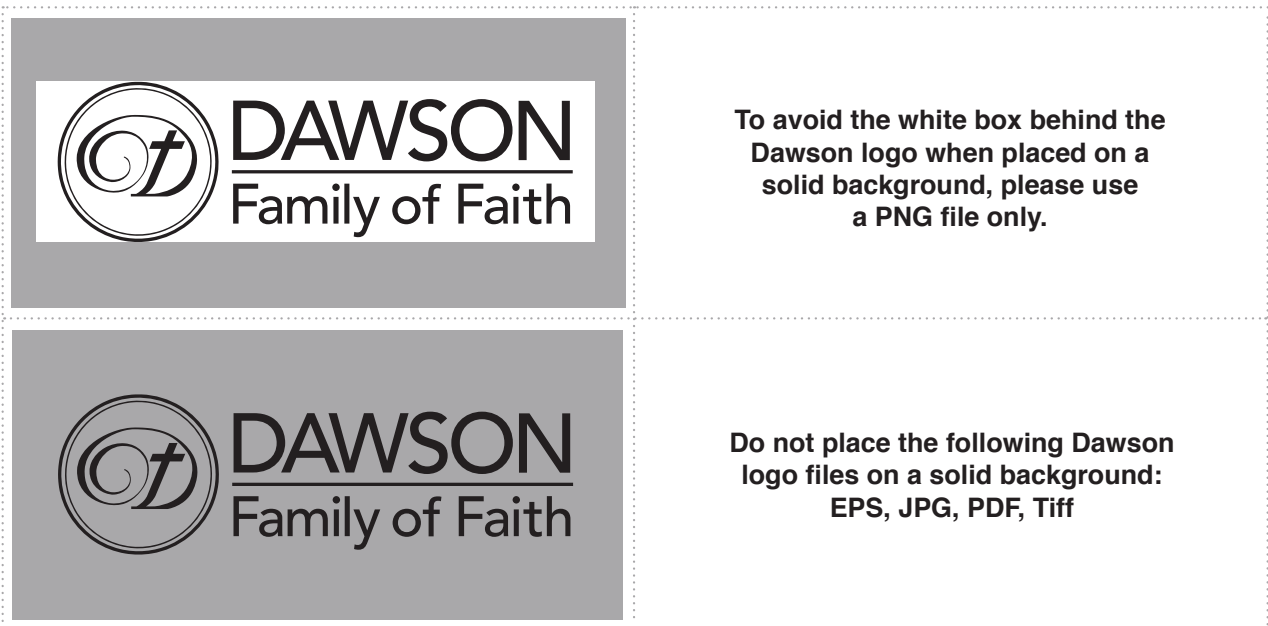 DAWSON
Family of Faith
To avoid the white box behind the
Dawson logo when placed on a
solid background, please use
a PNG file only.
DAWSON
Family of Faith
Do not place the following Dawson
logo files on a solid background:
EPS, JPG, PDF, Tiff